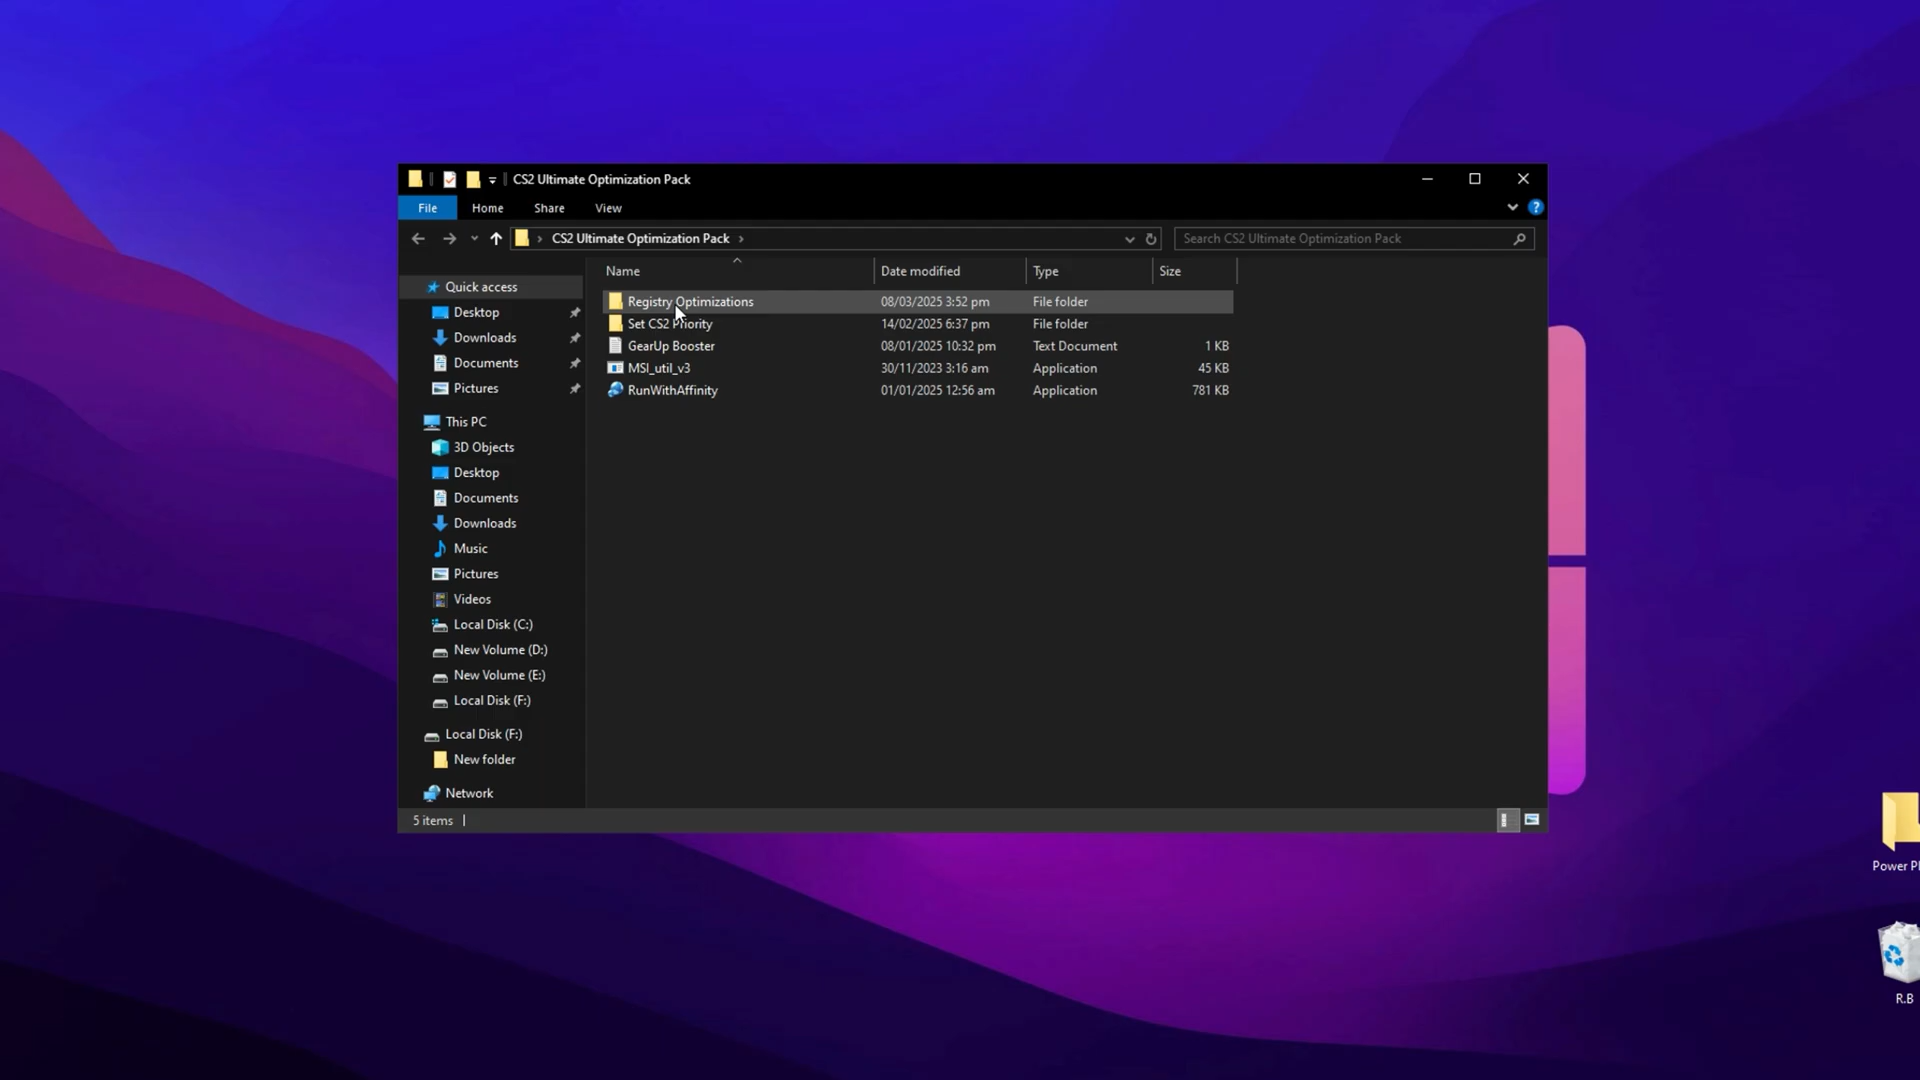 CS2 Ultimate Optimization Pack
File Home Share View
CS2 Ultimate Optimization Pack
Search CS2 Ultimate Optimization Pack
Name Date modified Type Size
Registry Optimizations 08/03/2025 3:52 pm File folder
Set CS2 Priority 14/02/2025 6:37 pm File folder
GearUp Booster 08/01/2025 10:32 pm Text Document 1 KB
MSI_util_v3 30/11/2023 3:16 am Application 45 KB
RunWithAffinity 01/01/2025 12:56 am Application 781 KB
Quick access
Desktop
Downloads
Documents
Pictures
This PC
3D Objects
Desktop
Documents
Downloads
Music
Pictures
Videos
Local Disk (C:)
New Volume (D:)
New Volume (E:)
Local Disk (F:)
Local Disk (F:)
New folder
Network
5 items
Power Pl
R.B